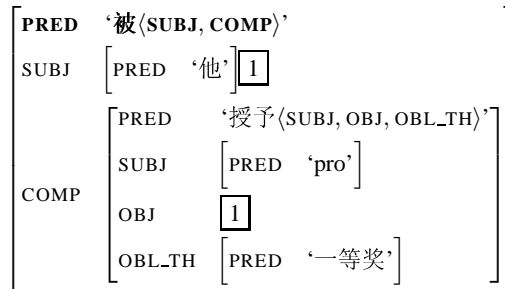 PRED ‘被⟨SUBJ, COMP⟩’
SUBJ [PRED ‘他’] 1
COMP
PRED ‘授予⟨SUBJ, OBJ, OBL_TH⟩’
SUBJ [PRED ‘pro’]
OBJ 1
OBL_TH [PRED ‘一等奖’]